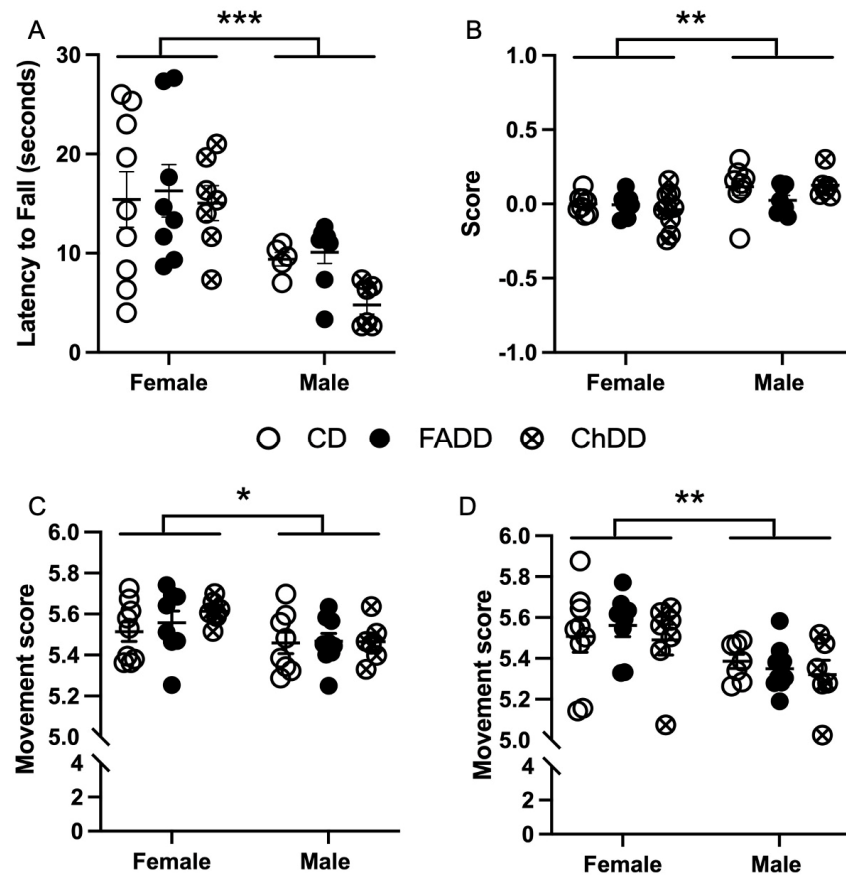 A
***
Latency to Fall (seconds)
30
20
10
0
Female
Male
B
**
Score
1.0
0.5
0.0
-0.5
-1.0
Female
Male
CD
FADD
ChDD
C
*
Movement score
6.0
5.8
5.6
5.4
5.2
5.0
4
2
0
Female
Male
D
**
Movement score
6.0
5.8
5.6
5.4
5.2
5.0
4
2
0
Female
Male